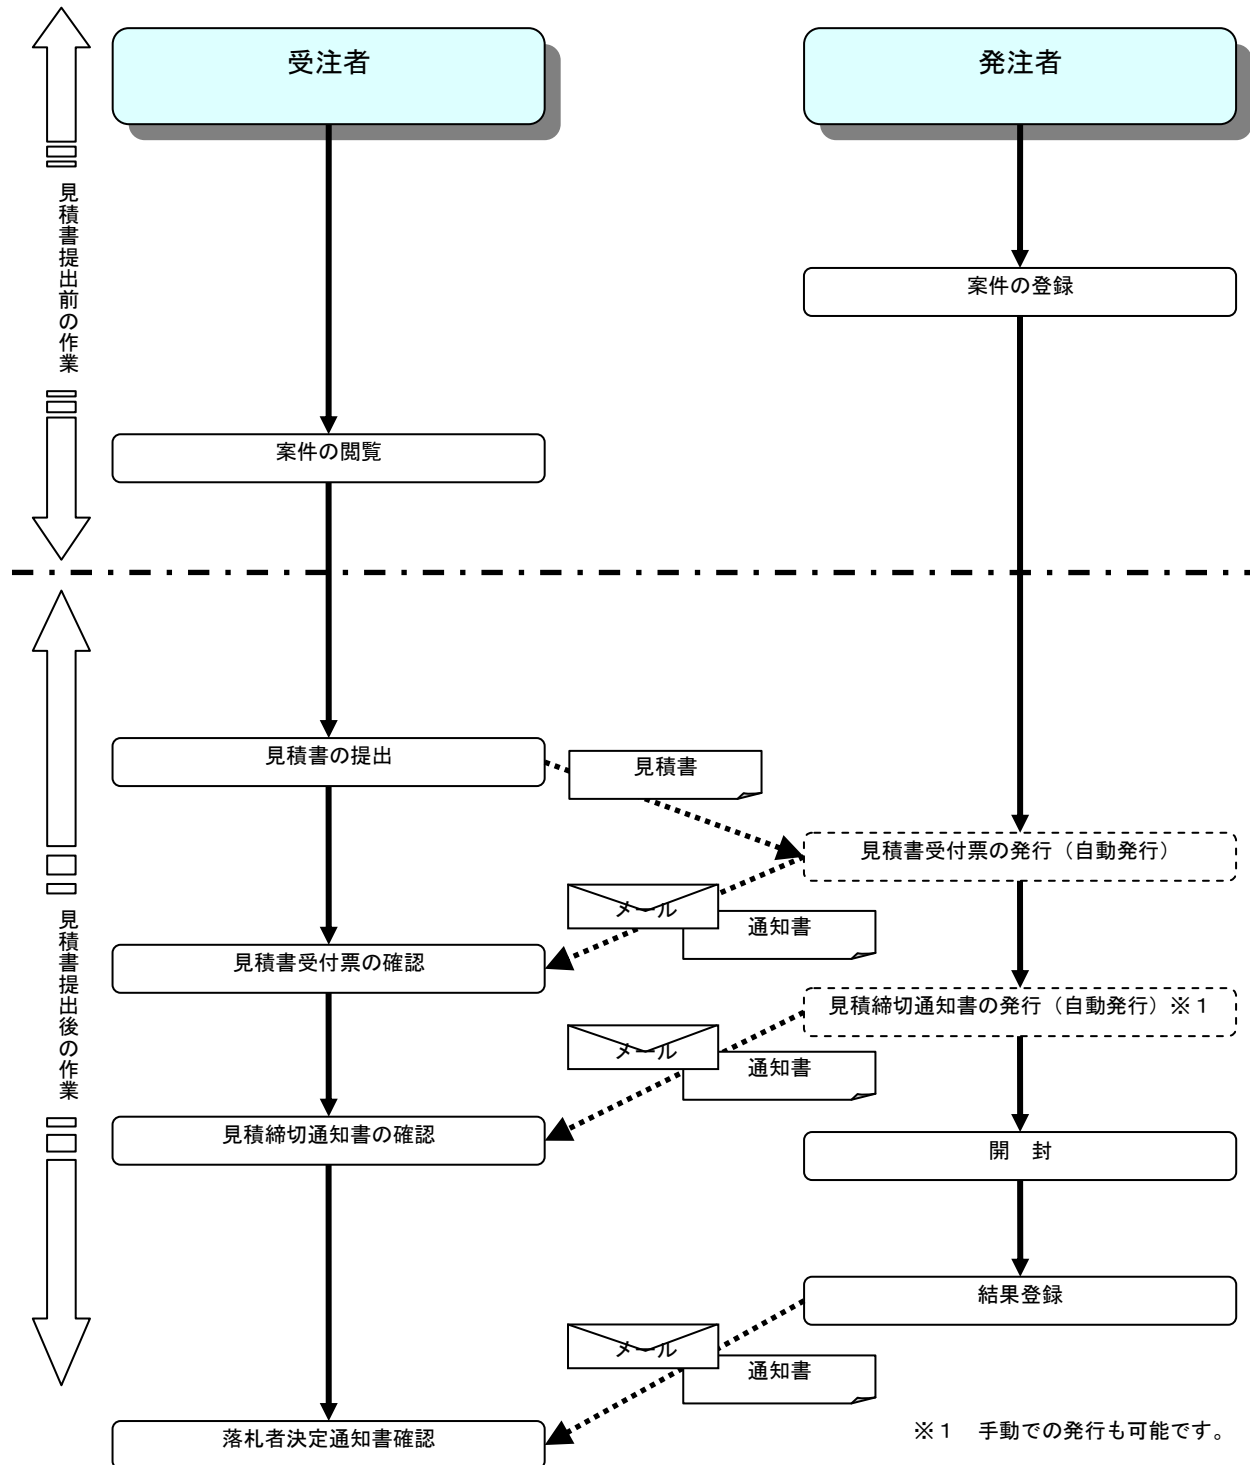 受注者
発注者
見積書提出前の作業
案件の登録
案件の閲覧
見積書の提出
見積書
見積書受付票の発行（自動発行）
メール
通知書
見積書受付票の確認
見積締切通知書の発行（自動発行）※１
メール
通知書
見積書提出後の作業
見積締切通知書の確認
開　封
結果登録
メール
通知書
落札者決定通知書確認
※１　手動での発行も可能です。